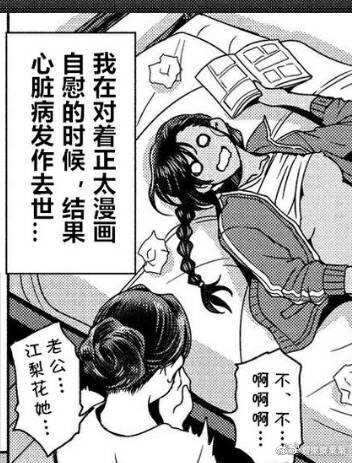 我在对着正太漫画
自慰的时候，结果
心脏病发作去世…
不、不…
啊啊啊…
老公…
江梨花她…